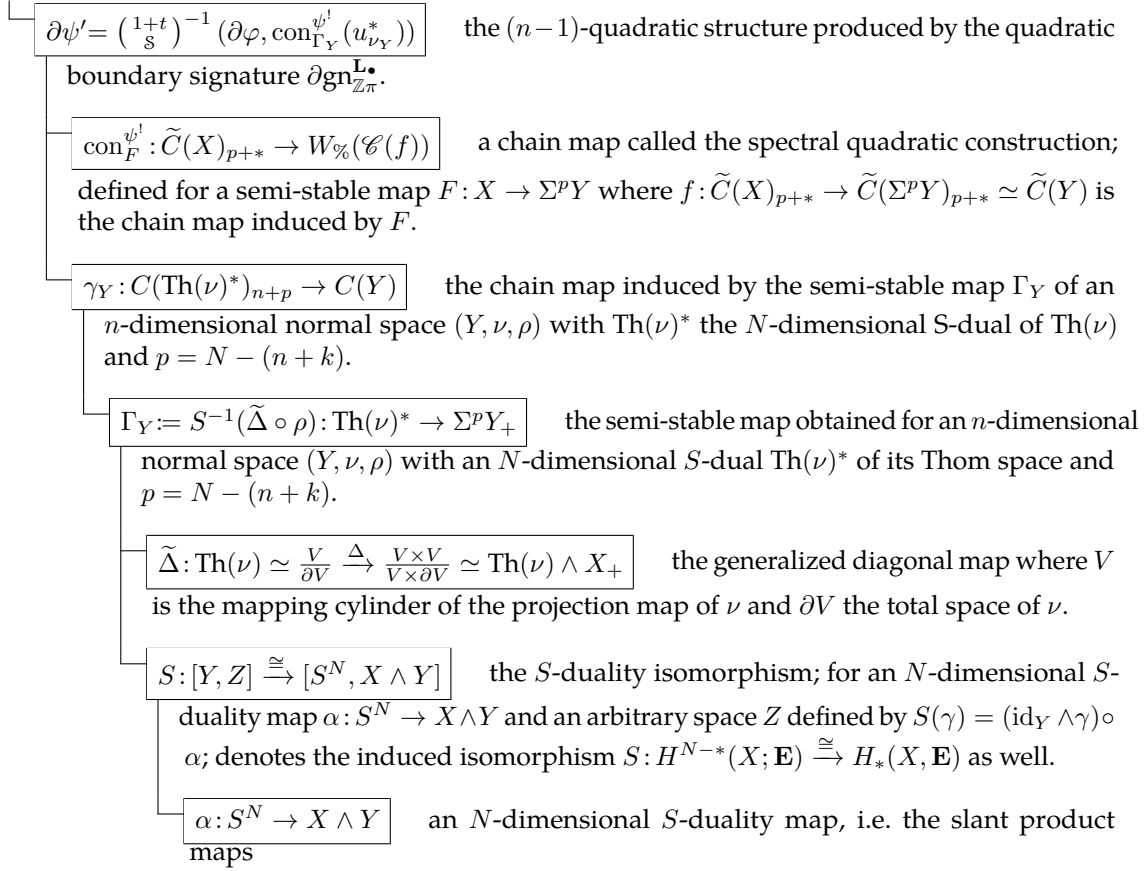 ∂ψ′ = (1+t / 𝒮)⁻¹ (∂φ, con^{ψ!}_{Γ_Y}(u*_{ν_Y})) the (n−1)-quadratic structure produced by the quadratic
boundary signature ∂gn^{L•}_{ℤπ}.
con^{ψ!}_F : C̃(X)_{p+∗} → W_%(𝒞(f)) a chain map called the spectral quadratic construction;
defined for a semi-stable map F : X → Σ^p Y where f : C̃(X)_{p+∗} → C̃(Σ^p Y)_{p+∗} ≃ C̃(Y) is
the chain map induced by F.
γ_Y : C(Th(ν)*)_{n+p} → C(Y) the chain map induced by the semi-stable map Γ_Y of an
n-dimensional normal space (Y, ν, ρ) with Th(ν)* the N-dimensional S-dual of Th(ν)
and p = N − (n + k).
Γ_Y := S⁻¹(Δ̃ ∘ ρ) : Th(ν)* → Σ^p Y₊ the semi-stable map obtained for an n-dimensional
normal space (Y, ν, ρ) with an N-dimensional S-dual Th(ν)* of its Thom space and
p = N − (n + k).
Δ̃ : Th(ν) ≃ V/∂V →^Δ V×V/V×∂V ≃ Th(ν) ∧ X₊ the generalized diagonal map where V
is the mapping cylinder of the projection map of ν and ∂V the total space of ν.
S : [Y, Z] →^≅ [S^N, X ∧ Y] the S-duality isomorphism; for an N-dimensional S-
duality map α : S^N → X∧Y and an arbitrary space Z defined by S(γ) = (id_Y ∧γ)∘
α; denotes the induced isomorphism S : H^{N−∗}(X; E) →^≅ H_∗(X, E) as well.
α : S^N → X ∧ Y an N-dimensional S-duality map, i.e. the slant product
maps